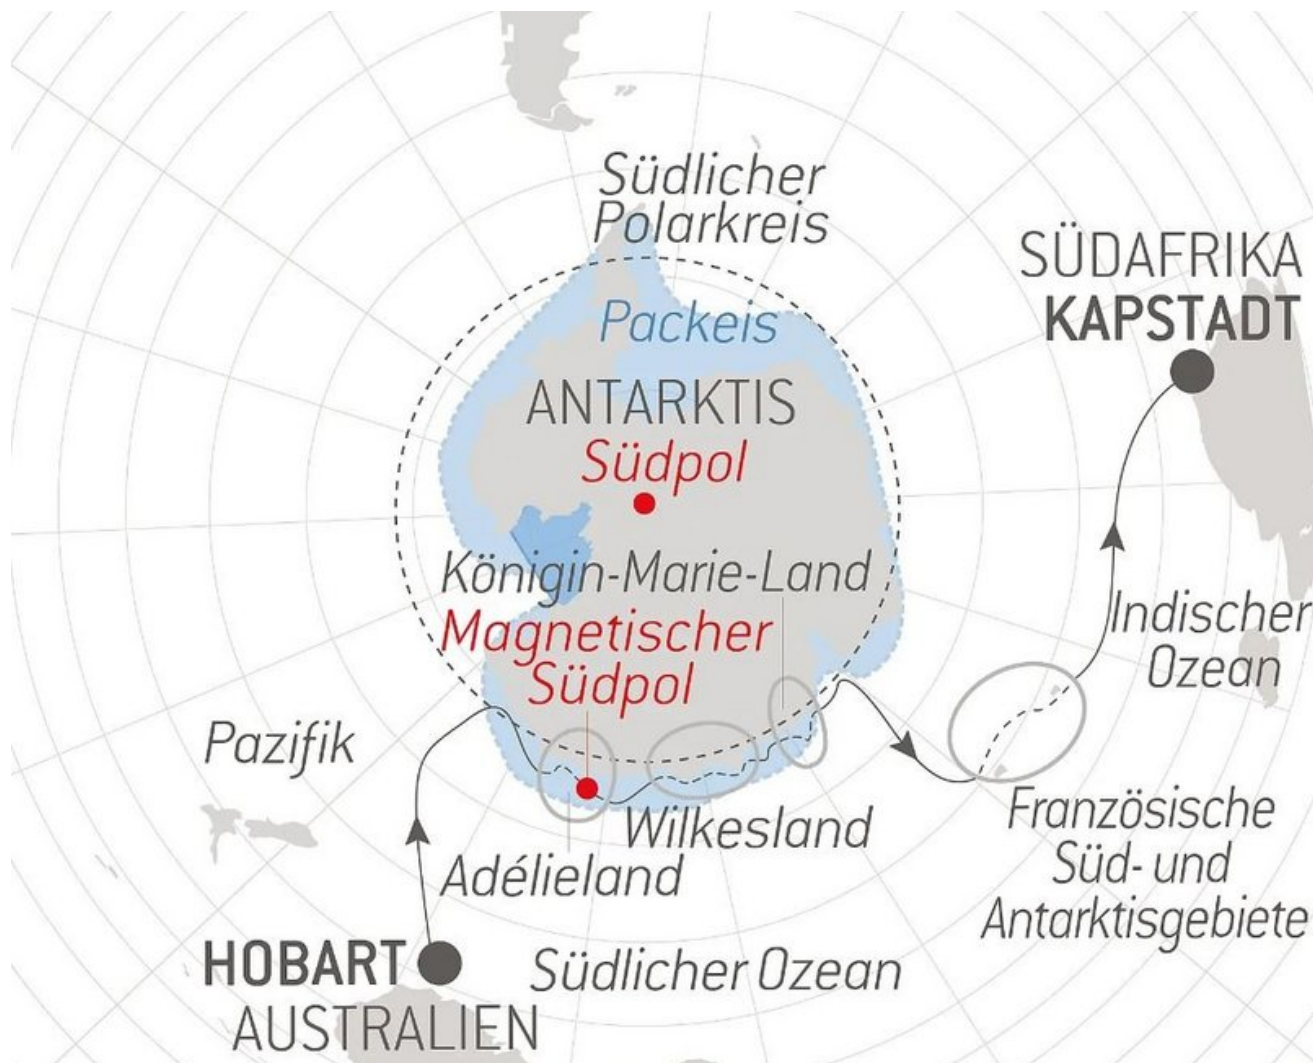 Südlicher
Polarkreis
SÜDAFRIKA
KAPSTADT
Packeis
ANTARKTIS
Südpol
Königin-Marie-Land
Magnetischer
Südpol
Indischer
Ozean
Pazifik
Französische
Süd- und
Antarktisgebiete
Wilkesland
Adélieland
HOBART
AUSTRALIEN
Südlicher Ozean